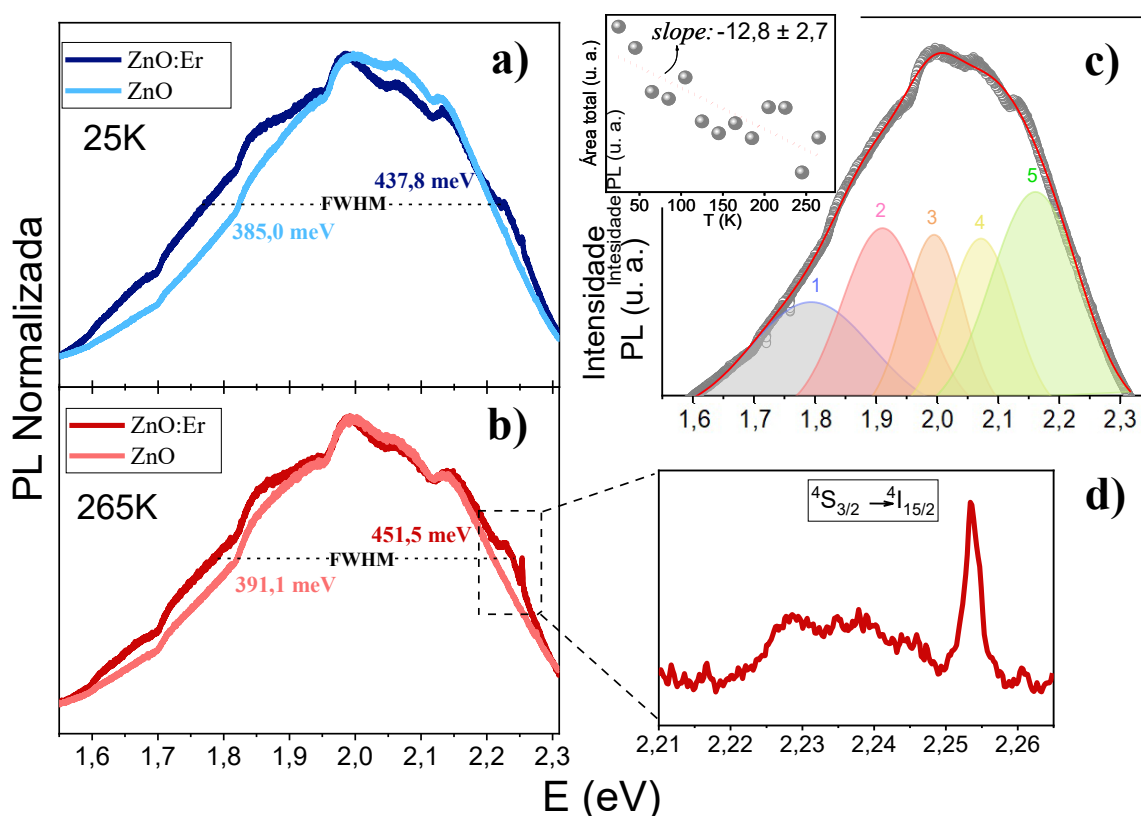 PL Normalizada
a)
ZnO:Er
ZnO
25K
437,8 meV
FWHM
385,0 meV
b)
ZnO:Er
ZnO
265K
451,5 meV
FWHM
391,1 meV
1,6 1,7 1,8 1,9 2,0 2,1 2,2 2,3
E (eV)
c)
slope: -12,8 ± 2,7
Área total (u. a.)
PL (u. a.)
50 100 150 200 250
T (K)
Intensidade
PL (u. a.)
Intesidade
1
2
3
4
5
1,6 1,7 1,8 1,9 2,0 2,1 2,2 2,3
d)
⁴S₃/₂ → ⁴I₁₅/₂
2,21 2,22 2,23 2,24 2,25 2,26